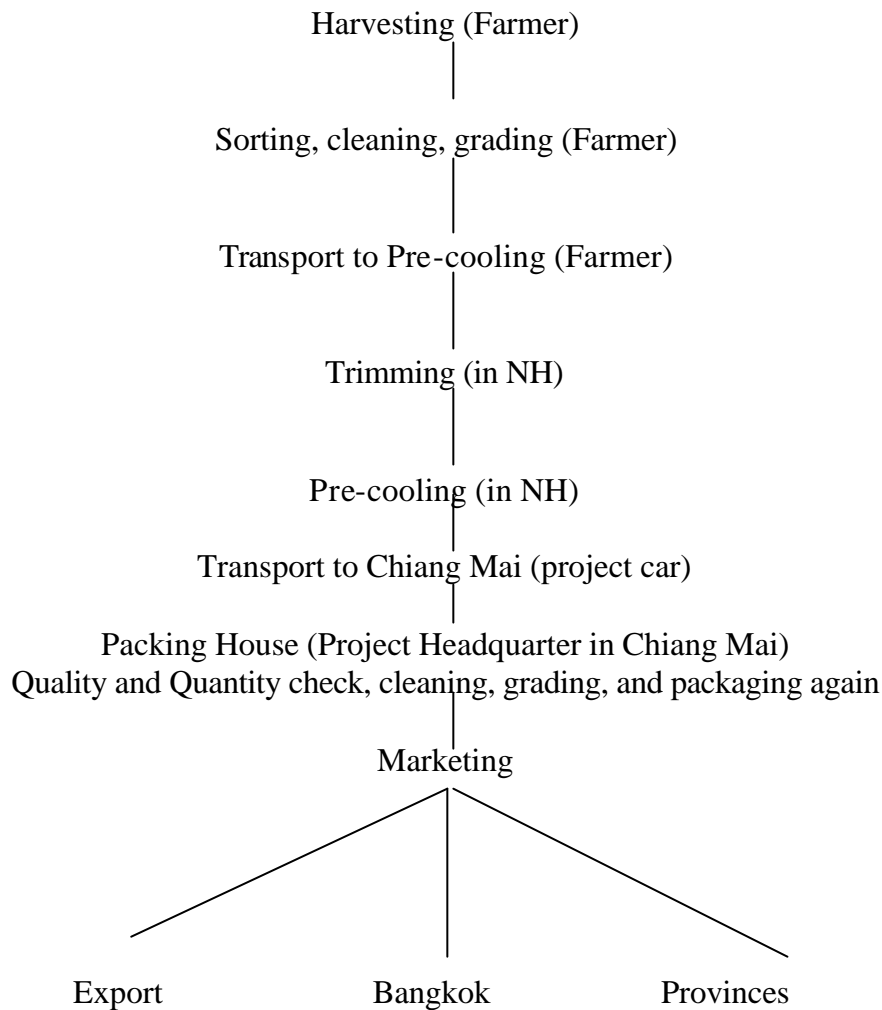 Harvesting (Farmer)
Sorting, cleaning, grading (Farmer)
Transport to Pre-cooling (Farmer)
Trimming (in NH)
Pre-cooling (in NH)
Transport to Chiang Mai (project car)
Packing House (Project Headquarter in Chiang Mai)
Quality and Quantity check, cleaning, grading, and packaging again
Marketing
Export Bangkok Provinces